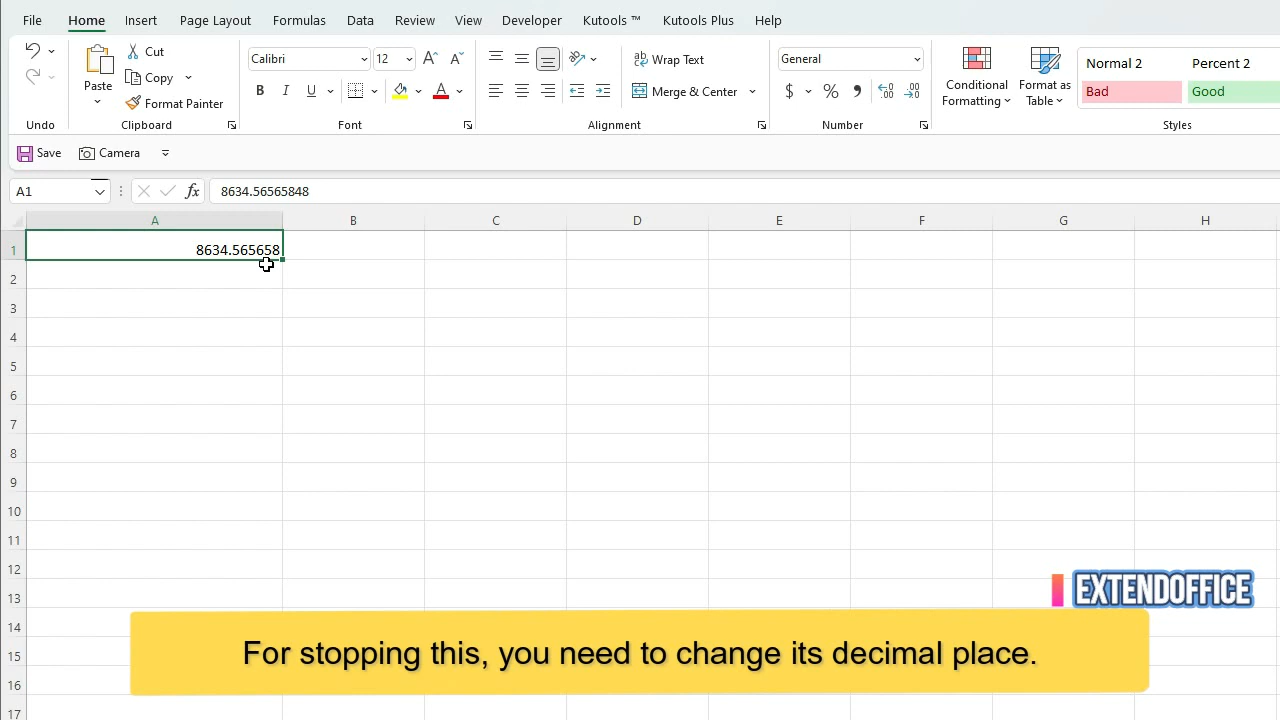 File Home Insert Page Layout Formulas Data Review View Developer Kutools ™ Kutools Plus Help
Cut
Calibri 12
Wrap Text
General
Normal 2 Percent 2
Paste
Copy
Conditional Formatting
Format as Table
B I U A
Merge & Center
$ % ,
Bad Good
Format Painter
Undo Clipboard Font Alignment Number Styles
Save Camera
A1 fx 8634.56565848
A B C D E F G H
1 8634.565658
2
3
4
5
6
7
8
9
10
11
12
13
EXTENDOFFICE
14
15
For stopping this, you need to change its decimal place.
16
17